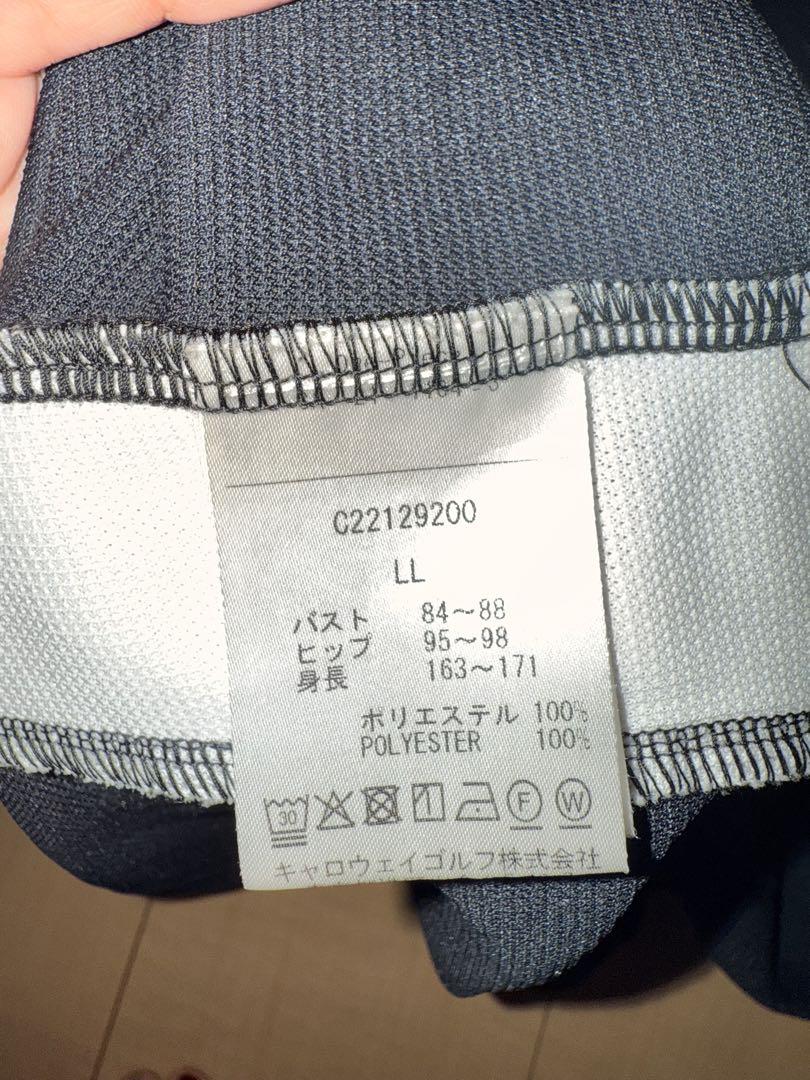 C22129200
LL
バスト 84～88
ヒップ 95～98
身長 163～171
ポリエステル 100%
POLYESTER 100%
30
F W
キャロウェイゴルフ株式会社